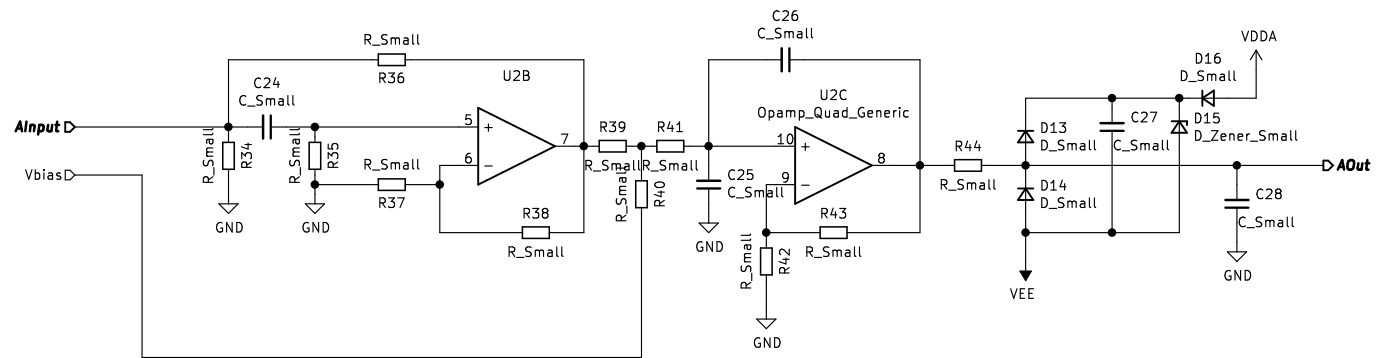 C26
C_Small
R_Small
R36
U2B
C24
C_Small
VDDA
D16
D_Small
U2C
Opamp_Quad_Generic
AInput
5
+
7
6
−
R39
R_Small
R41
R_Small
10
+
8
9
−
C27
C_Small
D15
D_Zener_Small
D13
D_Small
R_Small
R34
R_Small
R35
Vbias
R_Small
R37
R_Small
R40
C25
C_Small
R44
R_Small
AOut
D14
D_Small
C28
C_Small
GND
GND
R38
R_Small
GND
R43
R_Small
R_Small
R42
GND
VEE
GND